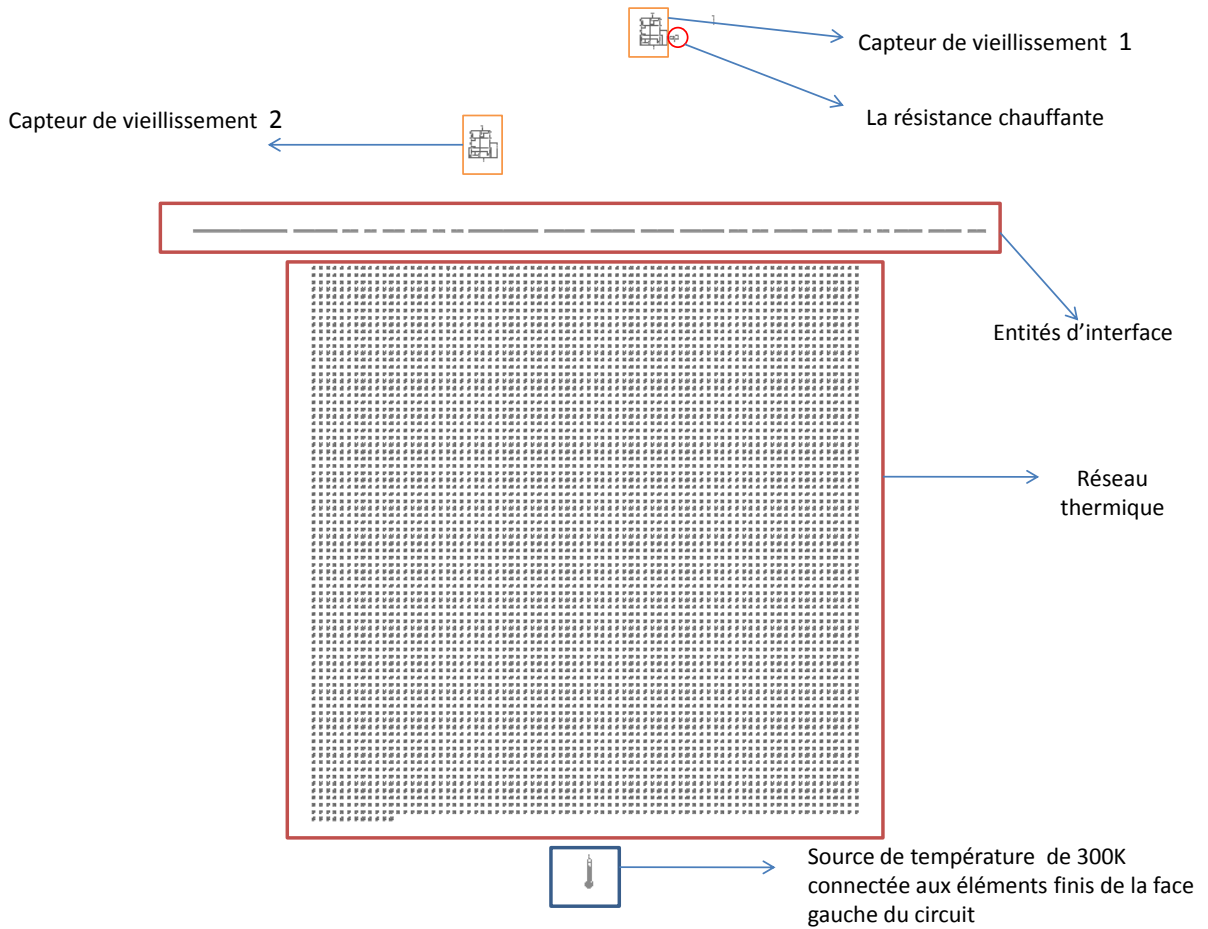 Capteur de vieillissement 1
La résistance chauffante
Capteur de vieillissement 2
Entités d’interface
Réseau
thermique
Source de température de 300K
connectée aux éléments finis de la face
gauche du circuit